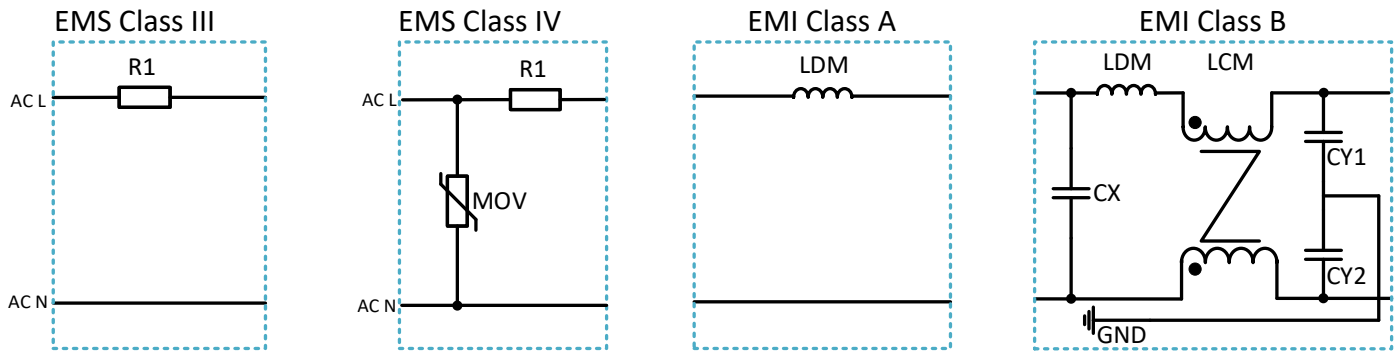 EMS Class III
EMS Class IV
EMI Class A
EMI Class B
R1
AC L
AC N
R1
AC L
MOV
AC N
LDM
LDM
LCM
CX
CY1
CY2
GND